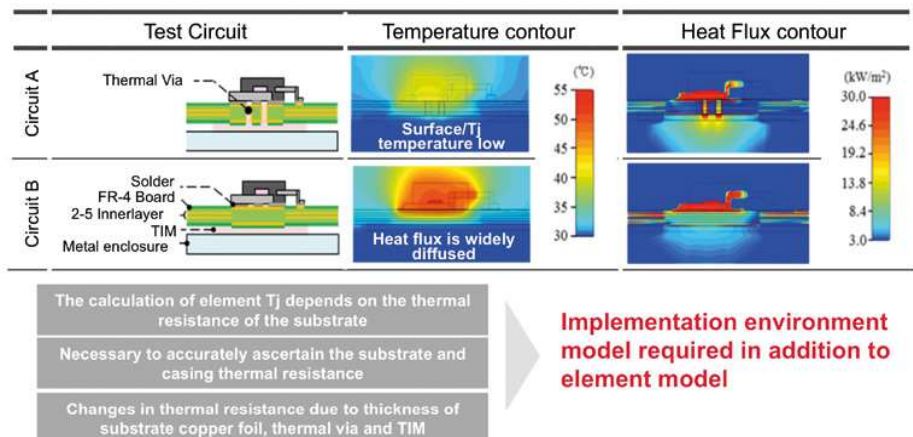 Test Circuit
Temperature contour
Heat Flux contour
Circuit A
Thermal Via
Surface/Tj
temperature low
(℃)
55
50
45
40
35
30
(kW/m²)
30.0
24.6
19.2
13.8
8.4
3.0
Circuit B
Solder
FR-4 Board
2-5 Innerlayer
TIM
Metal enclosure
Heat flux is widely
diffused
The calculation of element Tj depends on the thermal
resistance of the substrate
Necessary to accurately ascertain the substrate and
casing thermal resistance
Changes in thermal resistance due to thickness of
substrate copper foil, thermal via and TIM
Implementation environment
model required in addition to
element model